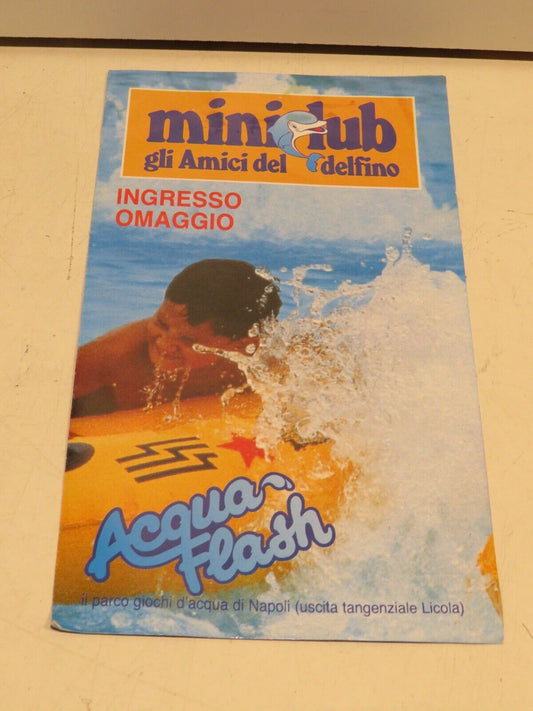 miniclub
gli Amici del delfino
INGRESSO
OMAGGIO
Acqua
Flash
il parco giochi d'acqua di Napoli (uscita tangenziale Licola)